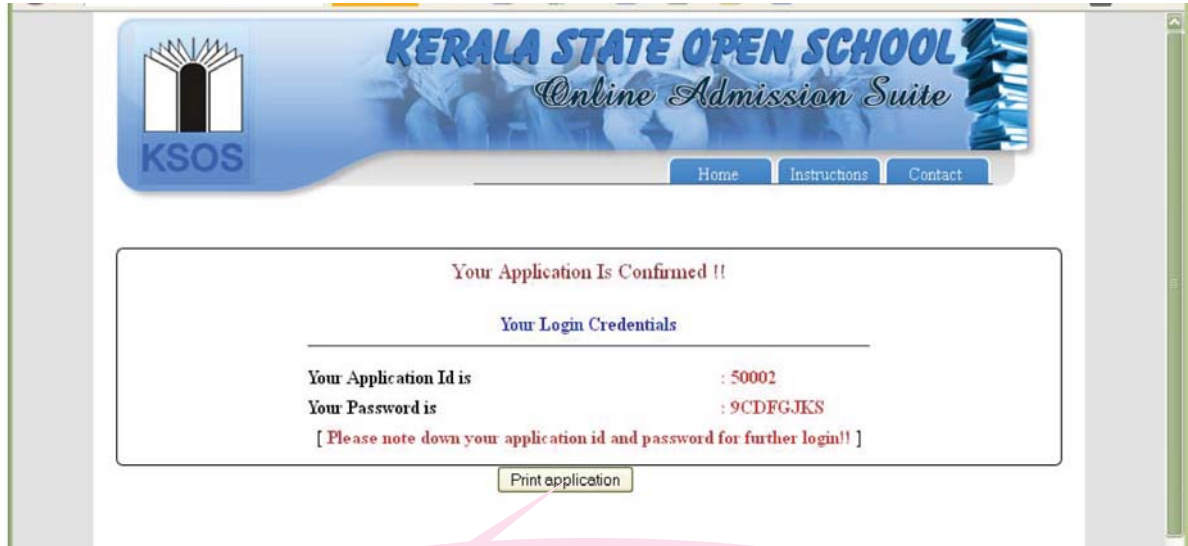 KERALA STATE OPEN SCHOOL
Online Admission Suite
KSOS
Home Instructions Contact
Your Application Is Confirmed !!
Your Login Credentials
Your Application Id is : 50002
Your Password is : 9CDFGJKS
[ Please note down your application id and password for further login!! ]
Print application